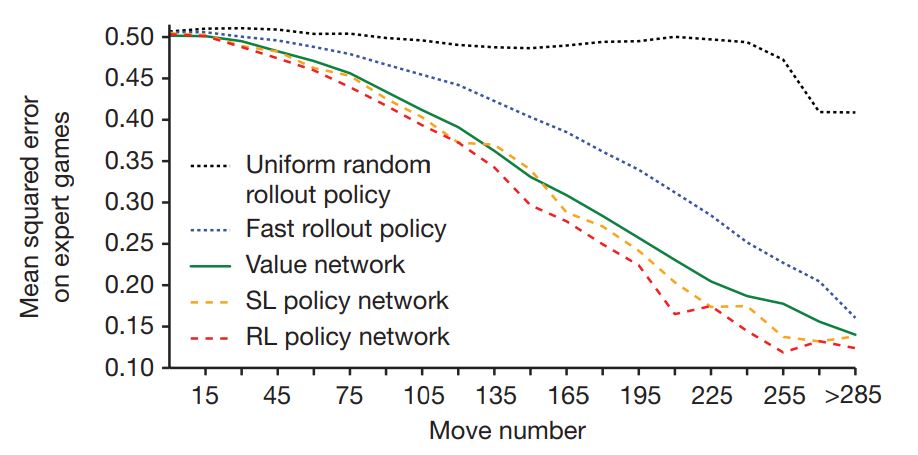 0.50
0.45
0.40
0.35
0.30
0.25
0.20
0.15
0.10
Mean squared error
on expert games
Uniform random
rollout policy
Fast rollout policy
Value network
SL policy network
RL policy network
15 45 75 105 135 165 195 225 255 >285
Move number